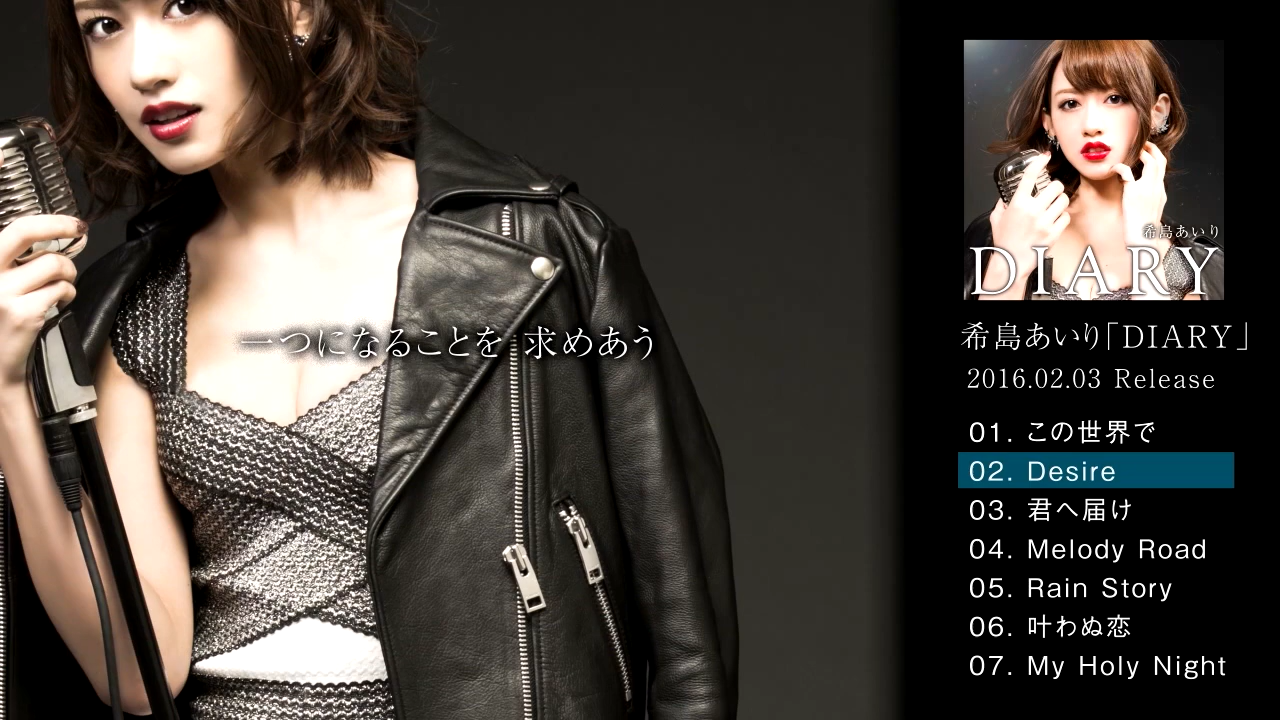 一つになることを 求めあう
希島あいり
DIARY
希島あいり「DIARY」
2016.02.03 Release
01. この世界で
02. Desire
03. 君へ届け
04. Melody Road
05. Rain Story
06. 叶わぬ恋
07. My Holy Night